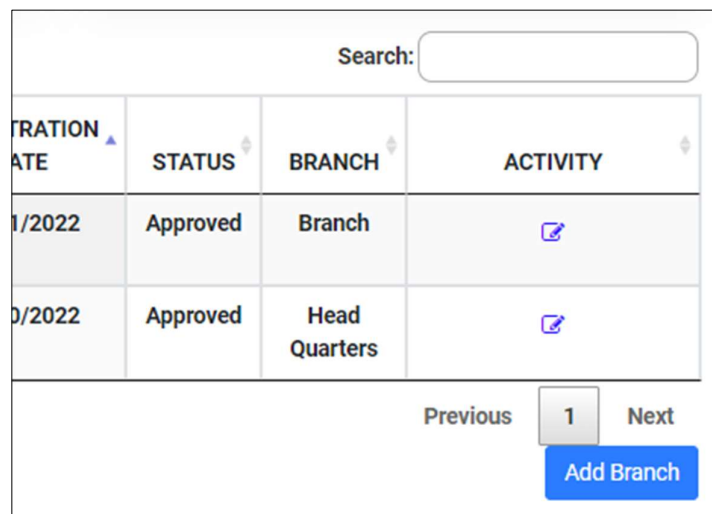 Search:
TRATION
ATE STATUS BRANCH ACTIVITY
1/2022 Approved Branch
0/2022 Approved Head
Quarters
Previous 1 Next
Add Branch